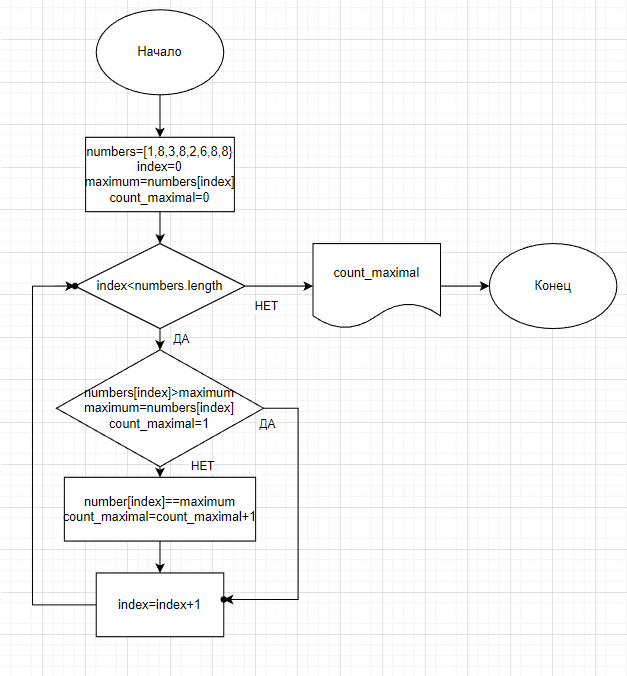 Начало
numbers=[1,8,3,8,2,6,8,8}
index=0
maximum=numbers[index]
count_maximal=0
index<numbers.length
НЕТ
count_maximal
Конец
ДА
numbers[index]>maximum
maximum=numbers[index]
count_maximal=1
ДА
НЕТ
number[index]==maximum
count_maximal=count_maximal+1
index=index+1